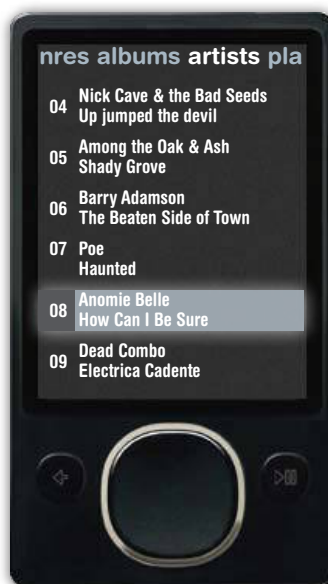 nres albums artists pla
04 Nick Cave & the Bad Seeds
Up jumped the devil
05 Among the Oak & Ash
Shady Grove
06 Barry Adamson
The Beaten Side of Town
07 Poe
Haunted
08 Anomie Belle
How Can I Be Sure
09 Dead Combo
Electrica Cadente